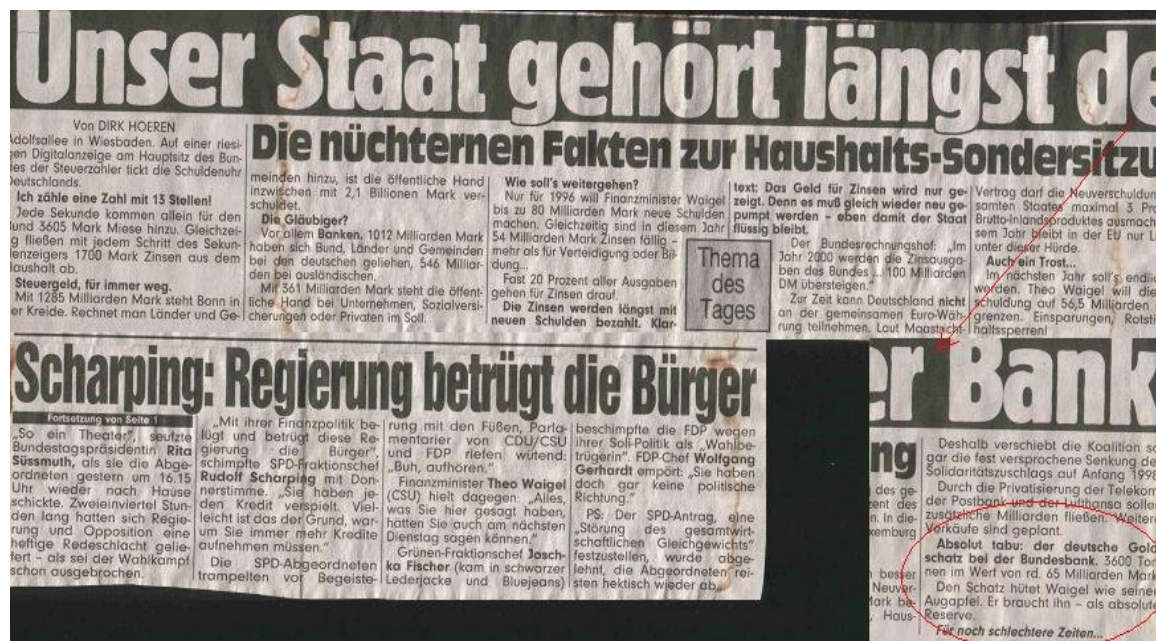 Unser Staat gehört längst de
Von DIRK HOEREN
Adolfsallee in Wiesbaden. Auf einer riesi-
gen Digitalanzeige am Hauptsitz des Bun-
des der Steuerzahler tickt die Schuldenuhr
Deutschlands.
Ich zähle eine Zahl mit 13 Stellen!
Jede Sekunde kommen allein für den
und 3605 Mark Miese hinzu. Gleichzei-
g fließen mit jedem Schritt des Sekun-
enzeigers 1700 Mark Zinsen aus dem
Haushalt ab.
Steuergeld, für immer weg.
Mit 1285 Milliarden Mark steht Bonn in
er Kreide. Rechnet man Länder und Ge-
Die nüchternen Fakten zur Haushalts-Sondersitzu
meinden hinzu, ist die öffentliche Hand
inzwischen mit 2,1 Billionen Mark ver-
schuldet.
Die Gläubiger?
Vor allem Banken. 1012 Milliarden Mark
haben sich Bund, Länder und Gemeinden
bei den deutschen geliehen, 546 Milliar-
den bei ausländischen.
Mit 361 Milliarden Mark steht die öffent-
liche Hand bei Unternehmen, Sozialversi-
cherungen oder Privaten im Soll.
Wie soll's weitergehen?
Nur für 1996 will Finanzminister Waigel
bis zu 80 Milliarden Mark neue Schulden
machen. Gleichzeitig sind in diesem Jahr
54 Milliarden Mark Zinsen fällig –
mehr als für Verteidigung oder Bil-
dung...
Fast 20 Prozent aller Ausgaben
gehen für Zinsen drauf.
Die Zinsen werden längst mit
neuen Schulden bezahlt. Klar-
Thema
des
Tages
text: Das Geld für Zinsen wird nur ge-
zeigt. Denn es muß gleich wieder neu ge-
pumpt werden – eben damit der Staat
flüssig bleibt.
Der Bundesrechnungshof: „Im
Jahr 2000 werden die Zinsausga-
ben des Bundes ... 100 Milliarden
DM übersteigen."
Zur Zeit kann Deutschland nicht
an der gemeinsamen Euro-Wäh-
rung teilnehmen. Laut Maastricht-
Vertrag darf die Neuverschuldun
samten Staates maximal 3 Pro
Brutto-Inlandsproduktes ausmach
sem Jahr bleibt in der EU nur Lu
unter dieser Hürde.
Auch ein Trost...
Im nächsten Jahr soll's endlic
werden. Theo Waigel will die
schuldung auf 56,5 Milliarden
grenzen. Einsparungen, Rotsti
haltssperren!
Scharping: Regierung betrügt die Bürger
Fortsetzung von Seite 1
„So ein Theater", seufzte
Bundestagspräsidentin Rita
Süssmuth, als sie die Abge-
ordneten gestern um 16.15
Uhr wieder nach Hause
schickte. Zweieinviertel Stun-
den lang hatten sich Regie-
rung und Opposition eine
heftige Redeschlacht gelie-
fert – als sei der Wahlkampf
schon ausgebrochen.
„Mit ihrer Finanzpolitik be-
lügt und betrügt diese Re-
gierung die Bürger",
schimpfte SPD-Fraktionschef
Rudolf Scharping mit Don-
nerstimme. „Sie haben je-
den Kredit verspielt. Viel-
leicht ist das der Grund, war-
um Sie immer mehr Kredite
aufnehmen müssen."
Die SPD-Abgeordneten
trampelten vor Begeiste-
rung mit den Füßen, Parla-
mentarier von CDU/CSU
und FDP riefen wütend:
„Buh, aufhören."
Finanzminister Theo Waigel
(CSU) hielt dagegen: „Alles,
was Sie hier gesagt haben,
hätten Sie auch am nächsten
Dienstag sagen können."
Grünen-Fraktionschef Josch-
ka Fischer (kam in schwarzer
Lederjacke und Bluejeans)
beschimpfte die FDP wegen
ihrer Soli-Politik als „Wahlbe-
trügerin". FDP-Chef Wolfgang
Gerhardt empört: „Sie haben
doch gar keine politische
Richtung."
PS: Der SPD-Antrag, eine
„Störung des gesamtwirt-
schaftlichen Gleichgewichts"
festzustellen, wurde abge-
lehnt, die Abgeordneten rei-
sten hektisch wieder ab...
er Bank
ng
des ge-
zent des
n. In die-
xemburg
besser
Neuver-
Mark be-
, Haus-
Deshalb verschiebt die Koalition so
gar die fest versprochene Senkung de
Solidaritätszuschlags auf Anfang 1998
Durch die Privatisierung der Telekom
der Postbank und der Lufthansa sollen
zusätzliche Milliarden fließen. Weitere
Verkäufe sind geplant.
Absolut tabu: der deutsche Gold
schatz bei der Bundesbank. 3600 Ton
nen im Wert von rd. 65 Milliarden Mark
Den Schatz hütet Waigel wie seinen
Augapfel. Er braucht ihn – als absolute
Reserve.
Für noch schlechtere Zeiten...